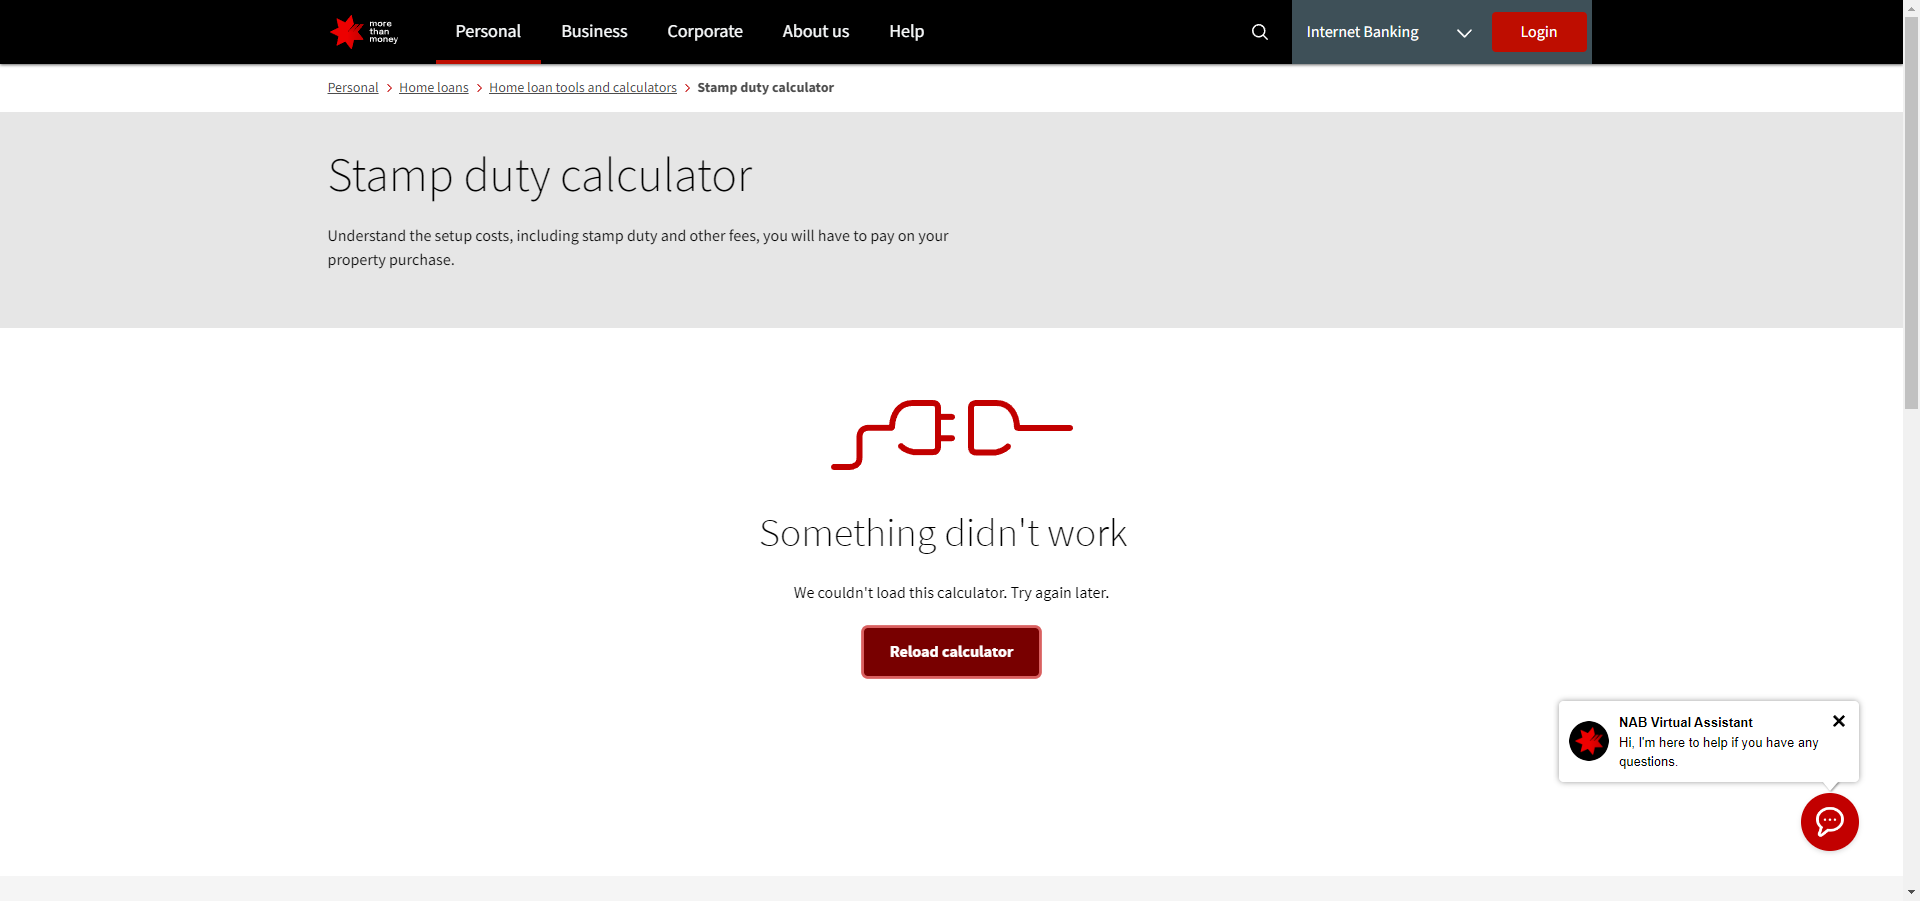 more
than
money
Personal
Business
Corporate
About us
Help
Internet Banking
Login
Personal > Home loans > Home loan tools and calculators > Stamp duty calculator
Stamp duty calculator
Understand the setup costs, including stamp duty and other fees, you will have to pay on your
property purchase.
Something didn't work
We couldn't load this calculator. Try again later.
Reload calculator
NAB Virtual Assistant
Hi, I'm here to help if you have any
questions.